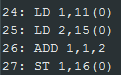 24: LD 1,11(0)
25: LD 2,15(0)
26: ADD 1,1,2
27: ST 1,16(0)